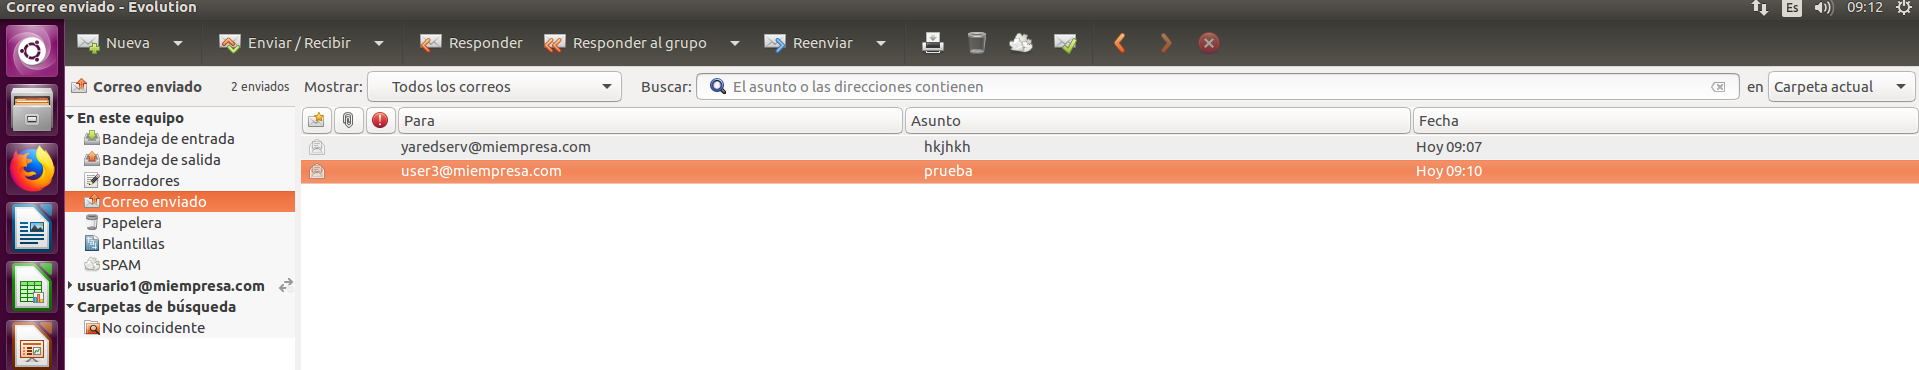 Correo enviado - Evolution
Es
09:12
Nueva
Enviar / Recibir
Responder
Responder al grupo
Reenviar
Correo enviado
2 enviados
Mostrar:
Todos los correos
Buscar:
El asunto o las direcciones contienen
en
Carpeta actual
En este equipo
Bandeja de entrada
Bandeja de salida
Borradores
Correo enviado
Papelera
Plantillas
SPAM
usuario1@miempresa.com
Carpetas de búsqueda
No coincidente
Para
Asunto
Fecha
yaredserv@miempresa.com
hkjhkh
Hoy 09:07
user3@miempresa.com
prueba
Hoy 09:10